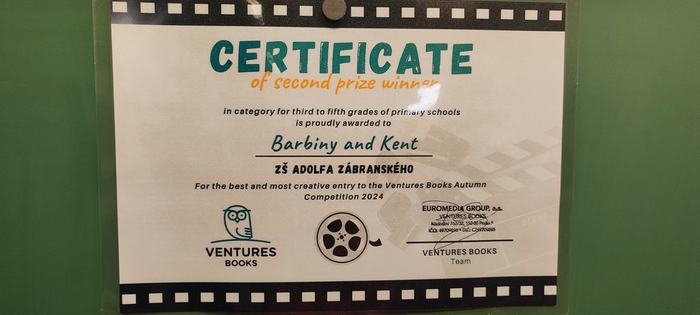 CERTIFICATE
of second prize winner
in category for third to fifth grades of primary schools
is proudly awarded to
Barbiny and Kent
ZŠ ADOLFA ZÁBRANSKÉHO
For the best and most creative entry to the Ventures Books Autumn
Competition 2024
VENTURES
BOOKS
EUROMEDIA GROUP, a.s.
VENTURES BOOKS
VENTURES BOOKS
Team